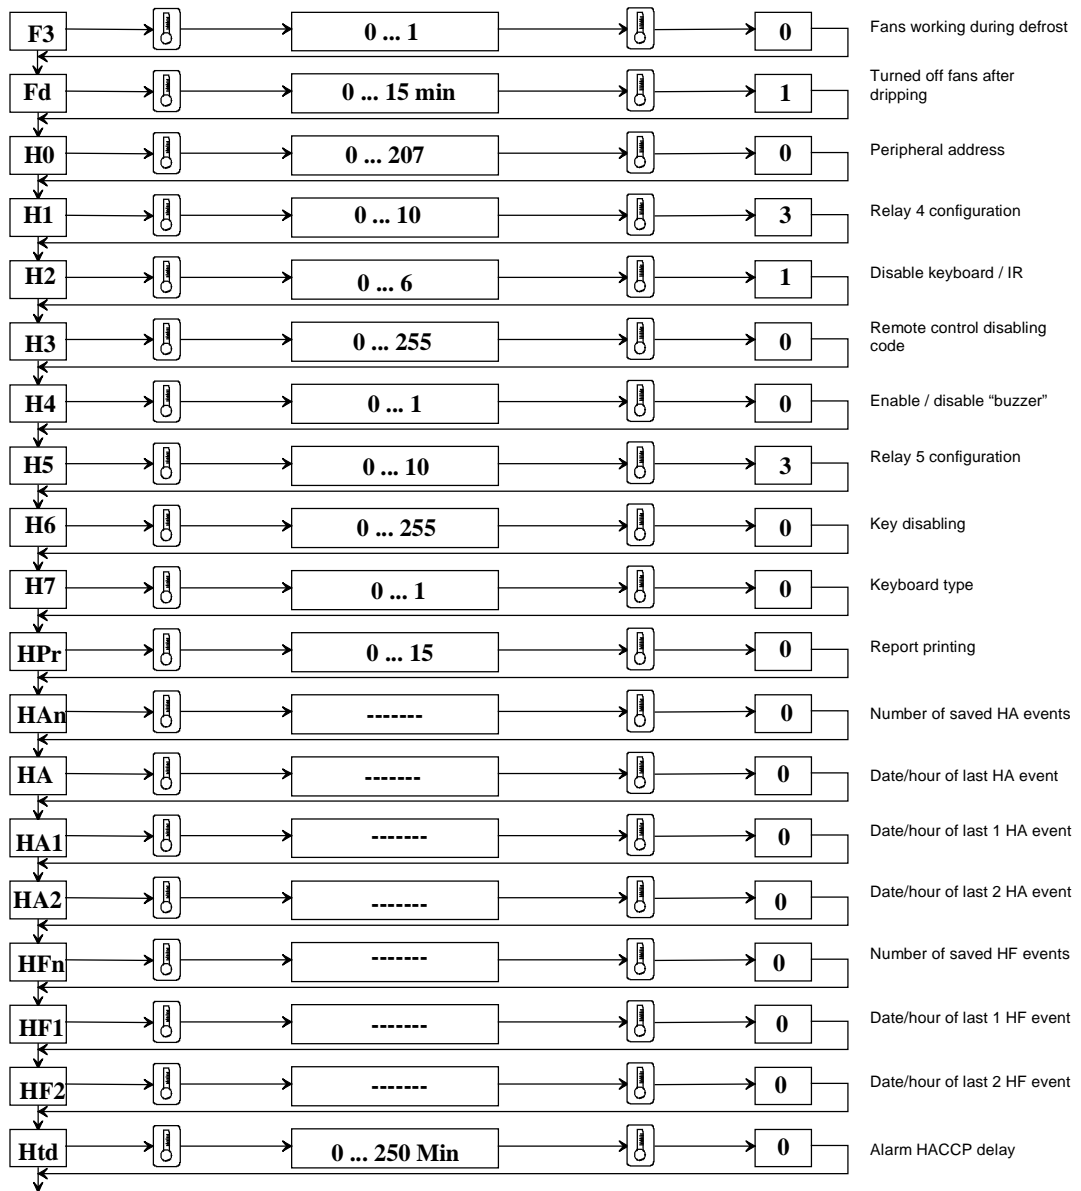 F3 0 ... 1 0 Fans working during defrost
Fd 0 ... 15 min 1 Turned off fans after
dripping
H0 0 ... 207 0 Peripheral address
H1 0 ... 10 3 Relay 4 configuration
H2 0 ... 6 1 Disable keyboard / IR
H3 0 ... 255 0 Remote control disabling
code
H4 0 ... 1 0 Enable / disable “buzzer”
H5 0 ... 10 3 Relay 5 configuration
H6 0 ... 255 0 Key disabling
H7 0 ... 1 0 Keyboard type
HPr 0 ... 15 0 Report printing
HAn ------- 0 Number of saved HA events
HA ------- 0 Date/hour of last HA event
HA1 ------- 0 Date/hour of last 1 HA event
HA2 ------- 0 Date/hour of last 2 HA event
HFn ------- 0 Number of saved HF events
HF1 ------- 0 Date/hour of last 1 HF event
HF2 ------- 0 Date/hour of last 2 HF event
Htd 0 ... 250 Min 0 Alarm HACCP delay